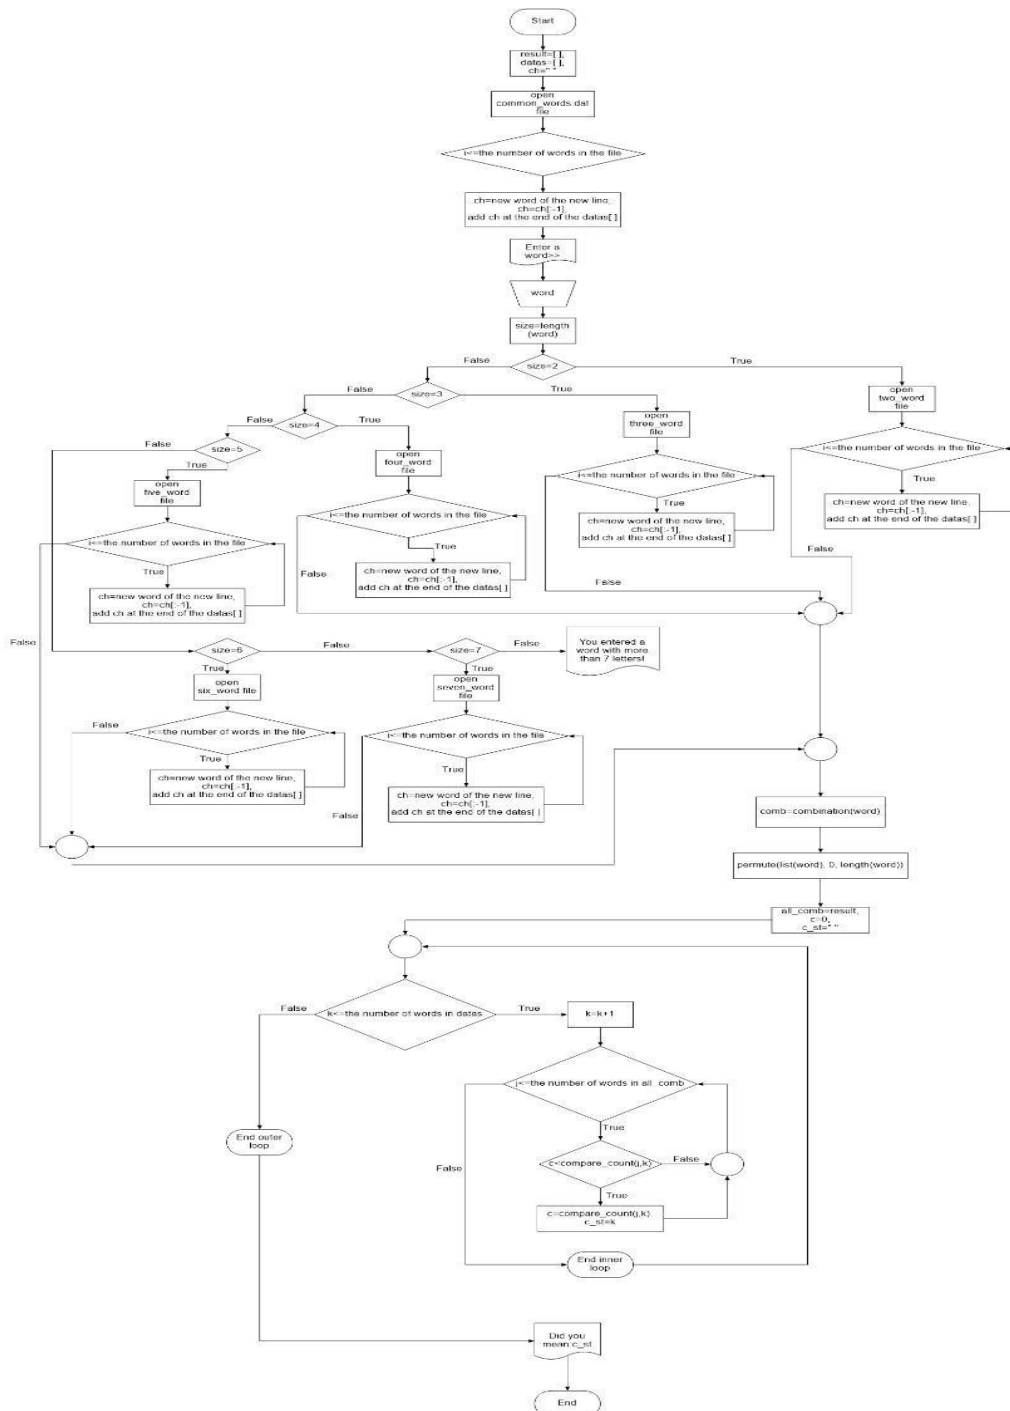 Start
result=[ ],
datas=[ ],
ch=" "
open
common_words.dat
file
i<=the number of words in the file
ch=new word of the new line,
ch=ch[:-1],
add ch at the end of the datas[ ]
Enter a
word>>
word
size=length
(word)
False
size=2
True
False
size=3
True
open
two_word
file
False
size=4
True
open
three_word
file
False
size=5
True
open
four_word
file
i<=the number of words in the file
True
open
five_word
file
i<=the number of words in the file
True
ch=new word of the new line,
ch=ch[:-1],
add ch at the end of the datas[ ]
i<=the number of words in the file
True
ch=new word of the new line,
ch=ch[:-1],
add ch at the end of the datas[ ]
False
i<=the number of words in the file
True
ch=new word of the new line,
ch=ch[:-1],
add ch at the end of the datas[ ]
False
False
ch=new word of the new line,
ch=ch[:-1],
add ch at the end of the datas[ ]
False
size=6
False
size=7
False
You entered a
word with more
than 7 letters!
True
open
six_word file
True
open
seven_word
file
False
i<=the number of words in the file
i<=the number of words in the file
True
ch=new word of the new line,
ch=ch[:-1],
add ch at the end of the datas[ ]
True
ch=new word of the new line,
ch=ch[:-1],
add ch at the end of the datas[ ]
False
comb=combination(word)
permute(list(word), 0, length(word))
all_comb=result,
c=0,
c_st=" "
False
k<=the number of words in datas
True
k=k+1
j<=the number of words in all_comb
True
End outer
loop
False
c<compare_count(j,k)
False
True
c=compare_count(j,k)
c_st=k
End inner
loop
Did you
mean:c_st
End